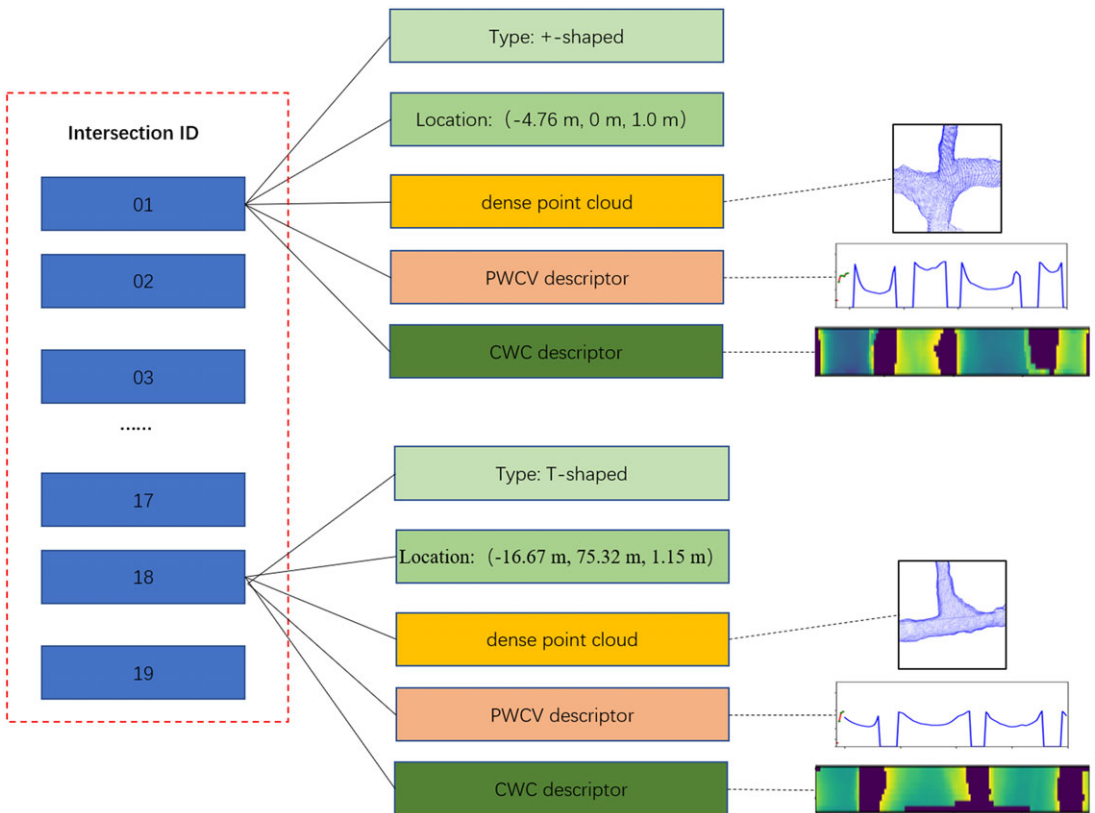 Intersection ID
01
02
03
......
17
18
19
Type: +-shaped
Location: (-4.76 m, 0 m, 1.0 m)
dense point cloud
PWCV descriptor
CWC descriptor
Type: T-shaped
Location: (-16.67 m, 75.32 m, 1.15 m)
dense point cloud
PWCV descriptor
CWC descriptor